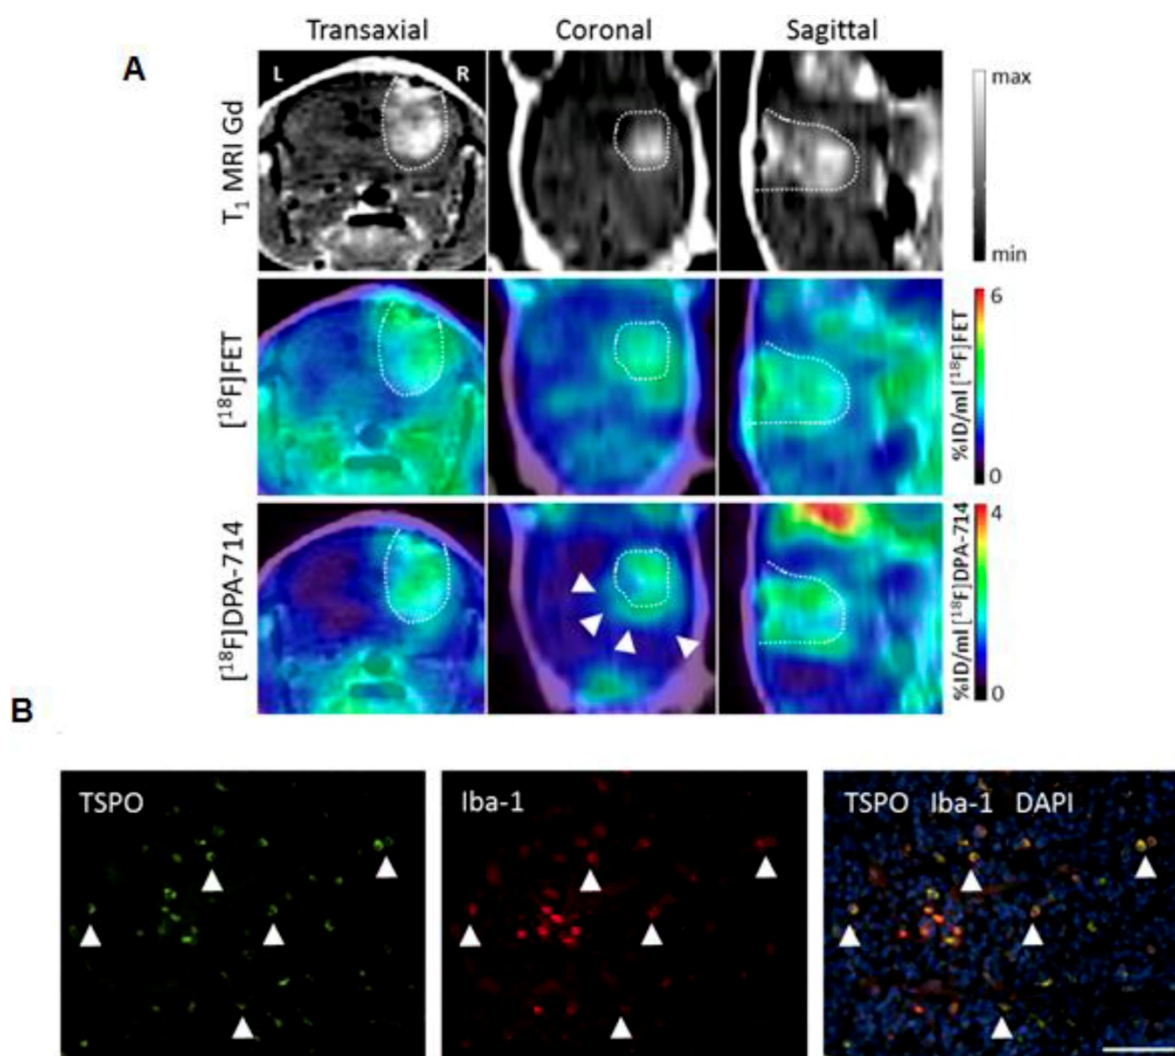 Transaxial Coronal Sagittal
A
L R
T1 MRI Gd
max
min
[18F]FET
6
%ID/ml [18F]FET
0
[18F]DPA-714
4
%ID/ml [18F]DPA-714
0
B
TSPO
Iba-1
TSPO Iba-1 DAPI